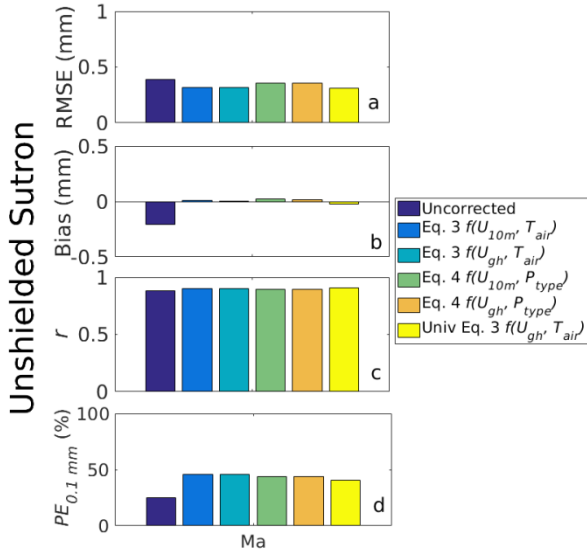 Unshielded Sutron
RMSE (mm)
1
0.5
0
a
Bias (mm)
0.5
0
-0.5
b
r
1
0.5
0
c
PE0.1 mm (%)
100
50
0
d
Ma
Uncorrected
Eq. 3 f(U10m, Tair)
Eq. 3 f(Ugh, Tair)
Eq. 4 f(U10m, Ptype)
Eq. 4 f(Ugh, Ptype)
Univ Eq. 3 f(Ugh, Tair)